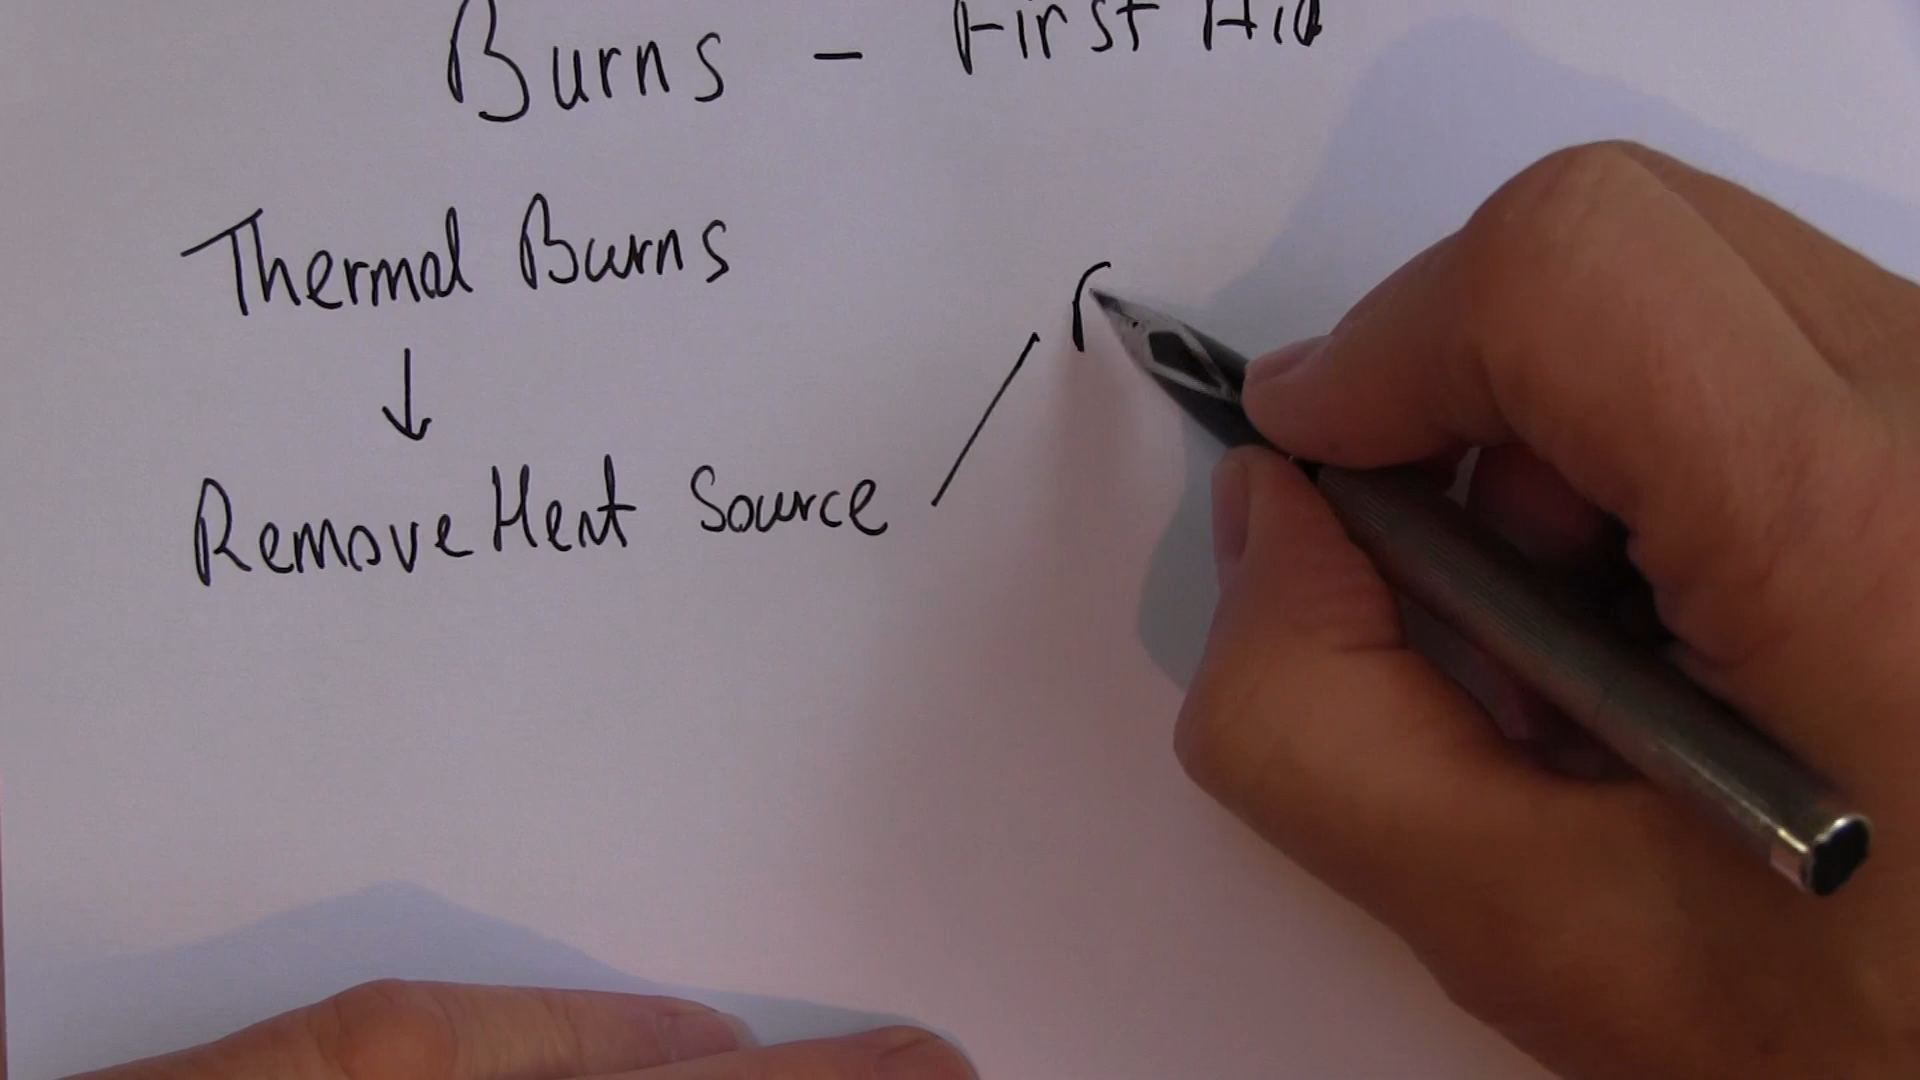 Burns - First Aid
Thermal Burns
↓
Remove Heat Source